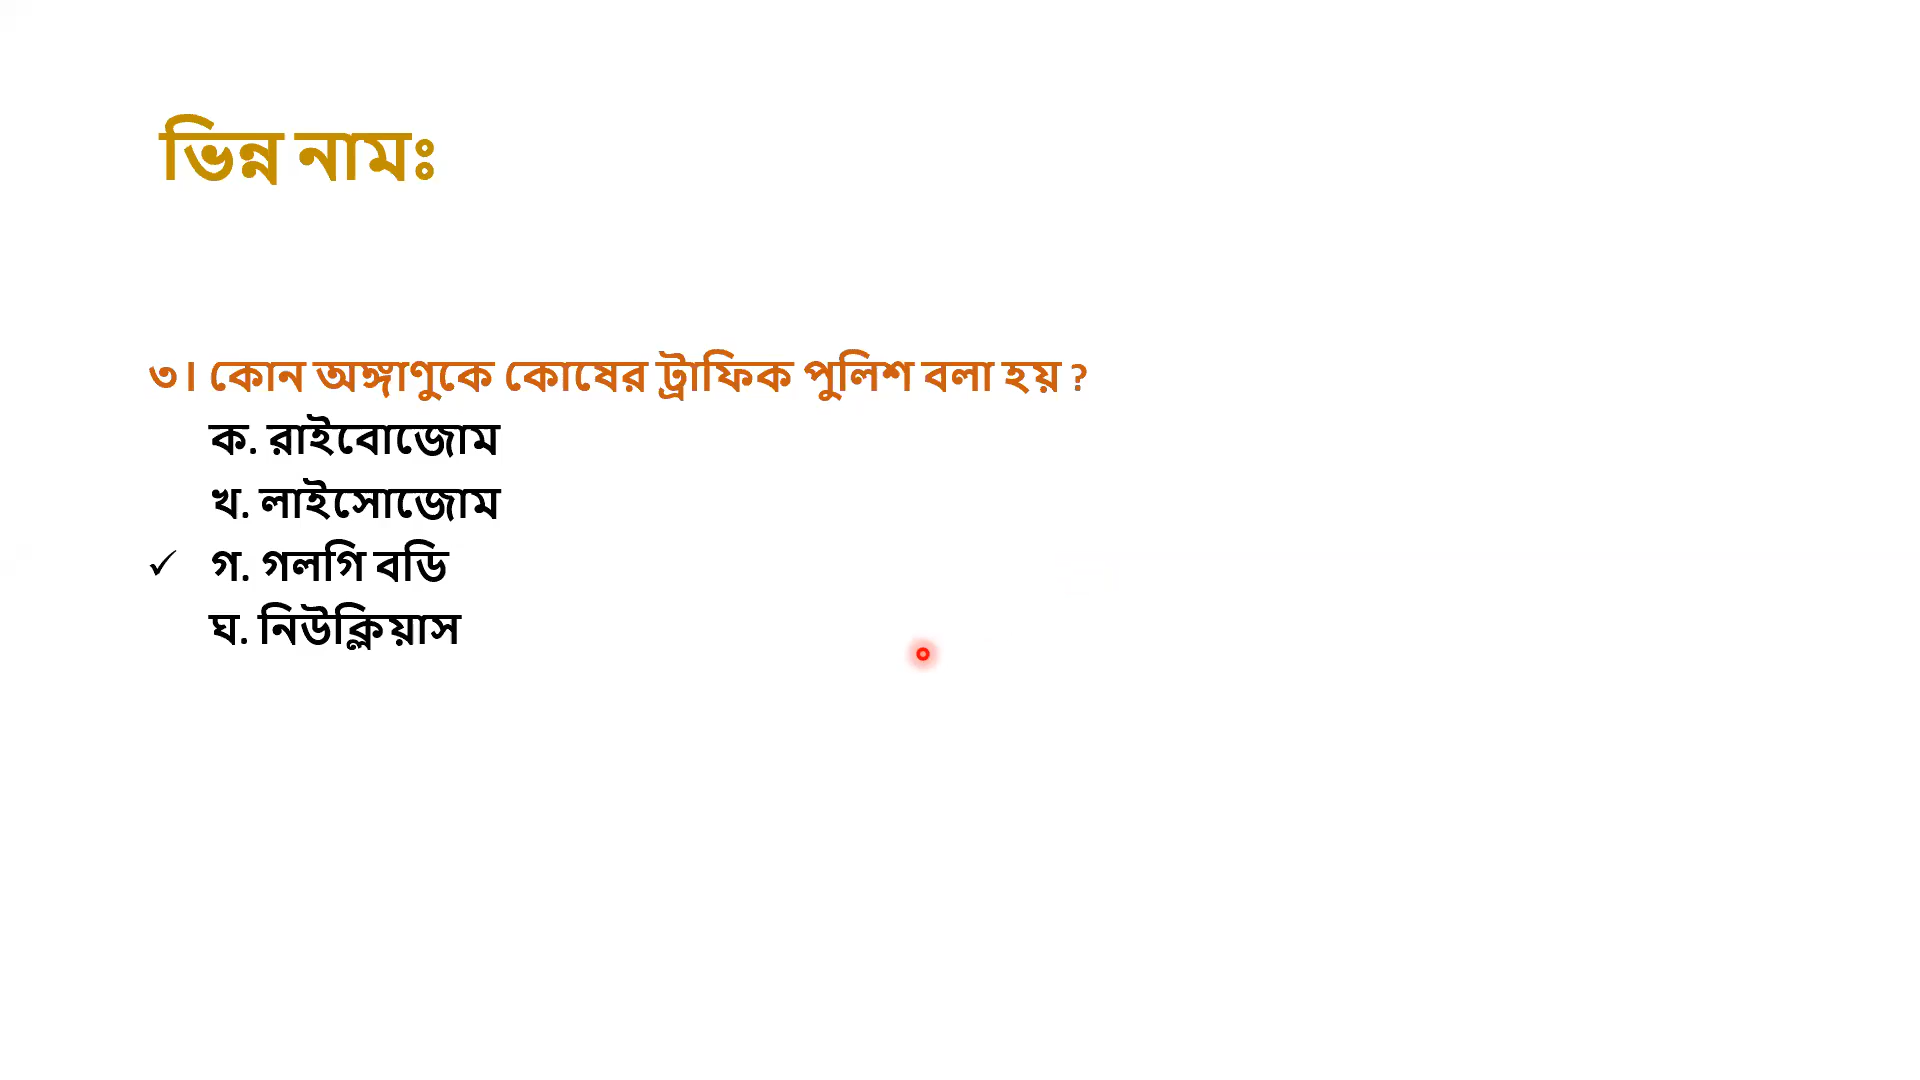 ভিন্ন নামঃ
৩। কোন অঙ্গাণুকে কোষের ট্রাফিক পুলিশ বলা হয় ?
ক. রাইবোজোম
খ. লাইসোজোম
✓ গ. গলগি বডি
ঘ. নিউক্লিয়াস